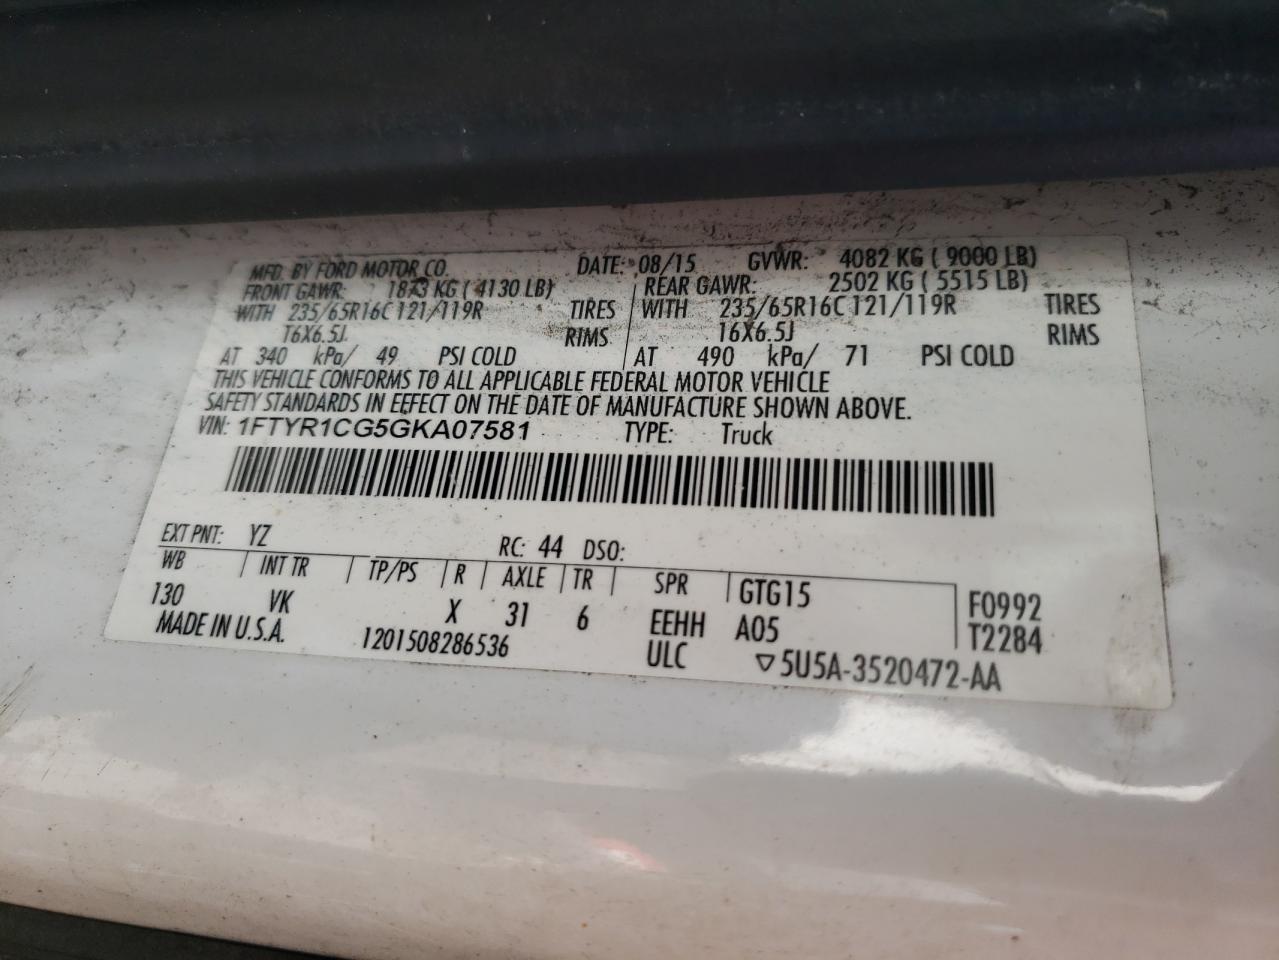 MFD. BY FORD MOTOR CO. DATE: 08/15 GVWR: 4082 KG ( 9000 LB)
FRONT GAWR: 1873 KG ( 4130 LB) REAR GAWR: 2502 KG ( 5515 LB)
WITH 235/65R16C 121/119R TIRES WITH 235/65R16C 121/119R TIRES
16X6.5J RIMS 16X6.5J RIMS
AT 340 kPa/ 49 PSI COLD AT 490 kPa/ 71 PSI COLD
THIS VEHICLE CONFORMS TO ALL APPLICABLE FEDERAL MOTOR VEHICLE
SAFETY STANDARDS IN EFFECT ON THE DATE OF MANUFACTURE SHOWN ABOVE.
VIN: 1FTYR1CG5GKA07581 TYPE: Truck
EXT PNT: YZ RC: 44 DSO:
WB INT TR TP/PS R AXLE TR SPR GTG15 F0992
130 VK X 31 6 EEHH A05 T2284
MADE IN U.S.A. 1201508286536 ULC ▽5U5A-3520472-AA